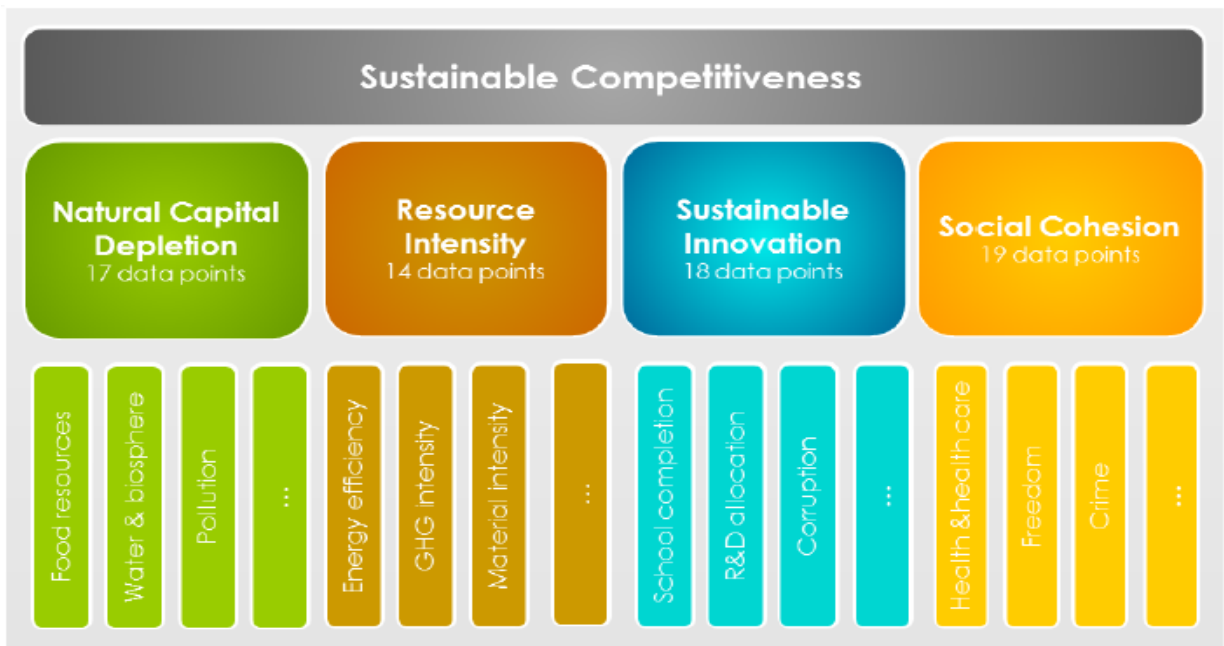 Sustainable Competitiveness
Natural Capital
Depletion
17 data points
Resource
Intensity
14 data points
Sustainable
Innovation
18 data points
Social Cohesion
19 data points
Food resources
Water & biosphere
Pollution
...
Energy efficiency
GHG intensity
Material intensity
...
School completion
R&D allocation
Corruption
...
Health &health care
Freedom
Crime
...